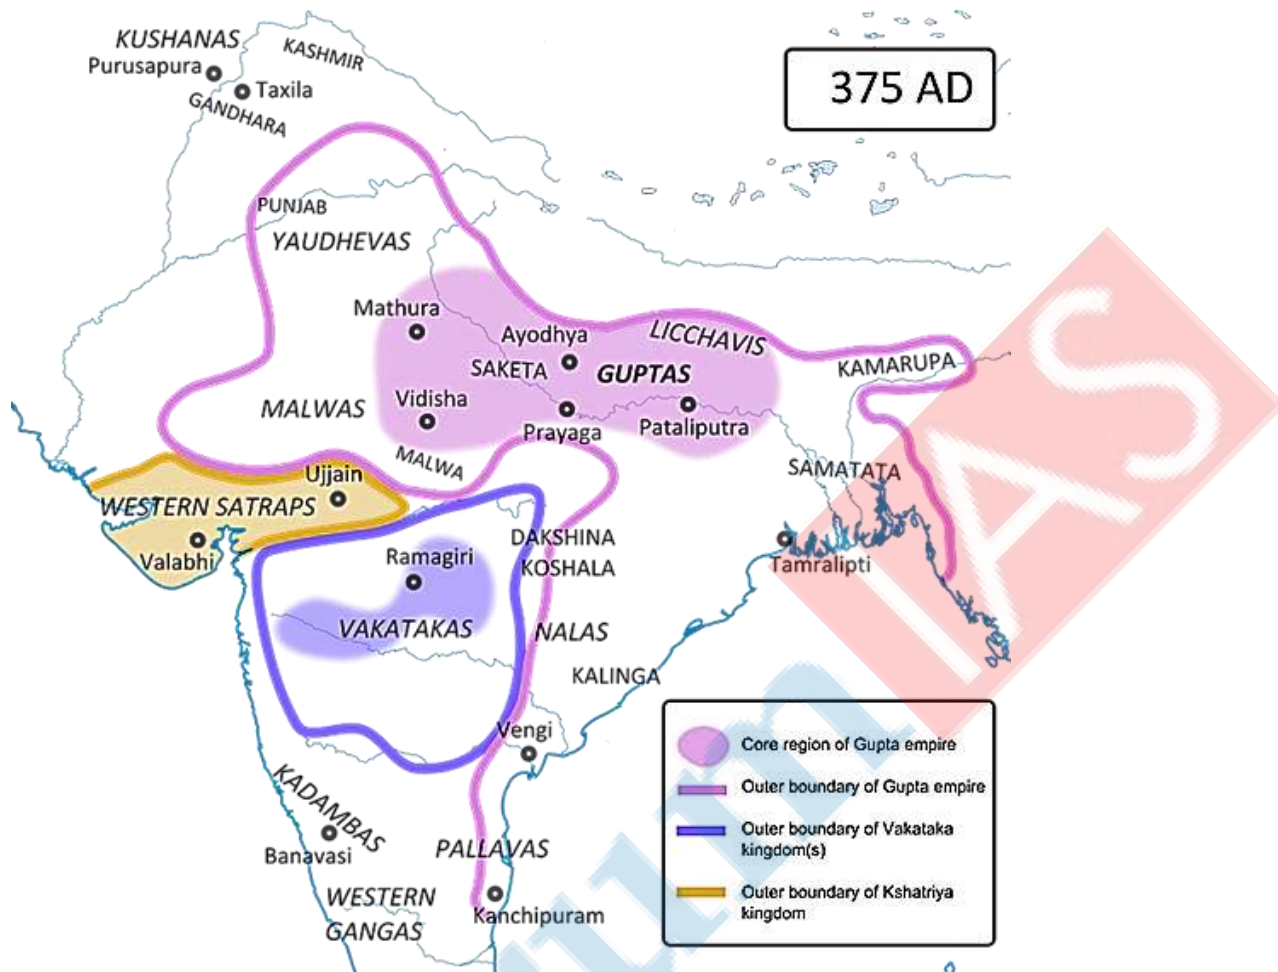 375 AD
KUSHANAS
KASHMIR
Purusapura
Taxila
GANDHARA
PUNJAB
YAUDHEVAS
Mathura
Ayodhya
LICCHAVIS
SAKETA
GUPTAS
KAMARUPA
MALWAS
Vidisha
Prayaga
Pataliputra
MALWA
SAMATATA
Ujjain
WESTERN SATRAPS
Valabhi
DAKSHINA
KOSHALA
Tamralipti
Ramagiri
VAKATAKAS
NALAS
KALINGA
Vengi
KADAMBAS
Banavasi
PALLAVAS
WESTERN
GANGAS
Kanchipuram
Core region of Gupta empire
Outer boundary of Gupta empire
Outer boundary of Vakataka
kingdom(s)
Outer boundary of Kshatriya
kingdom
um
IAS